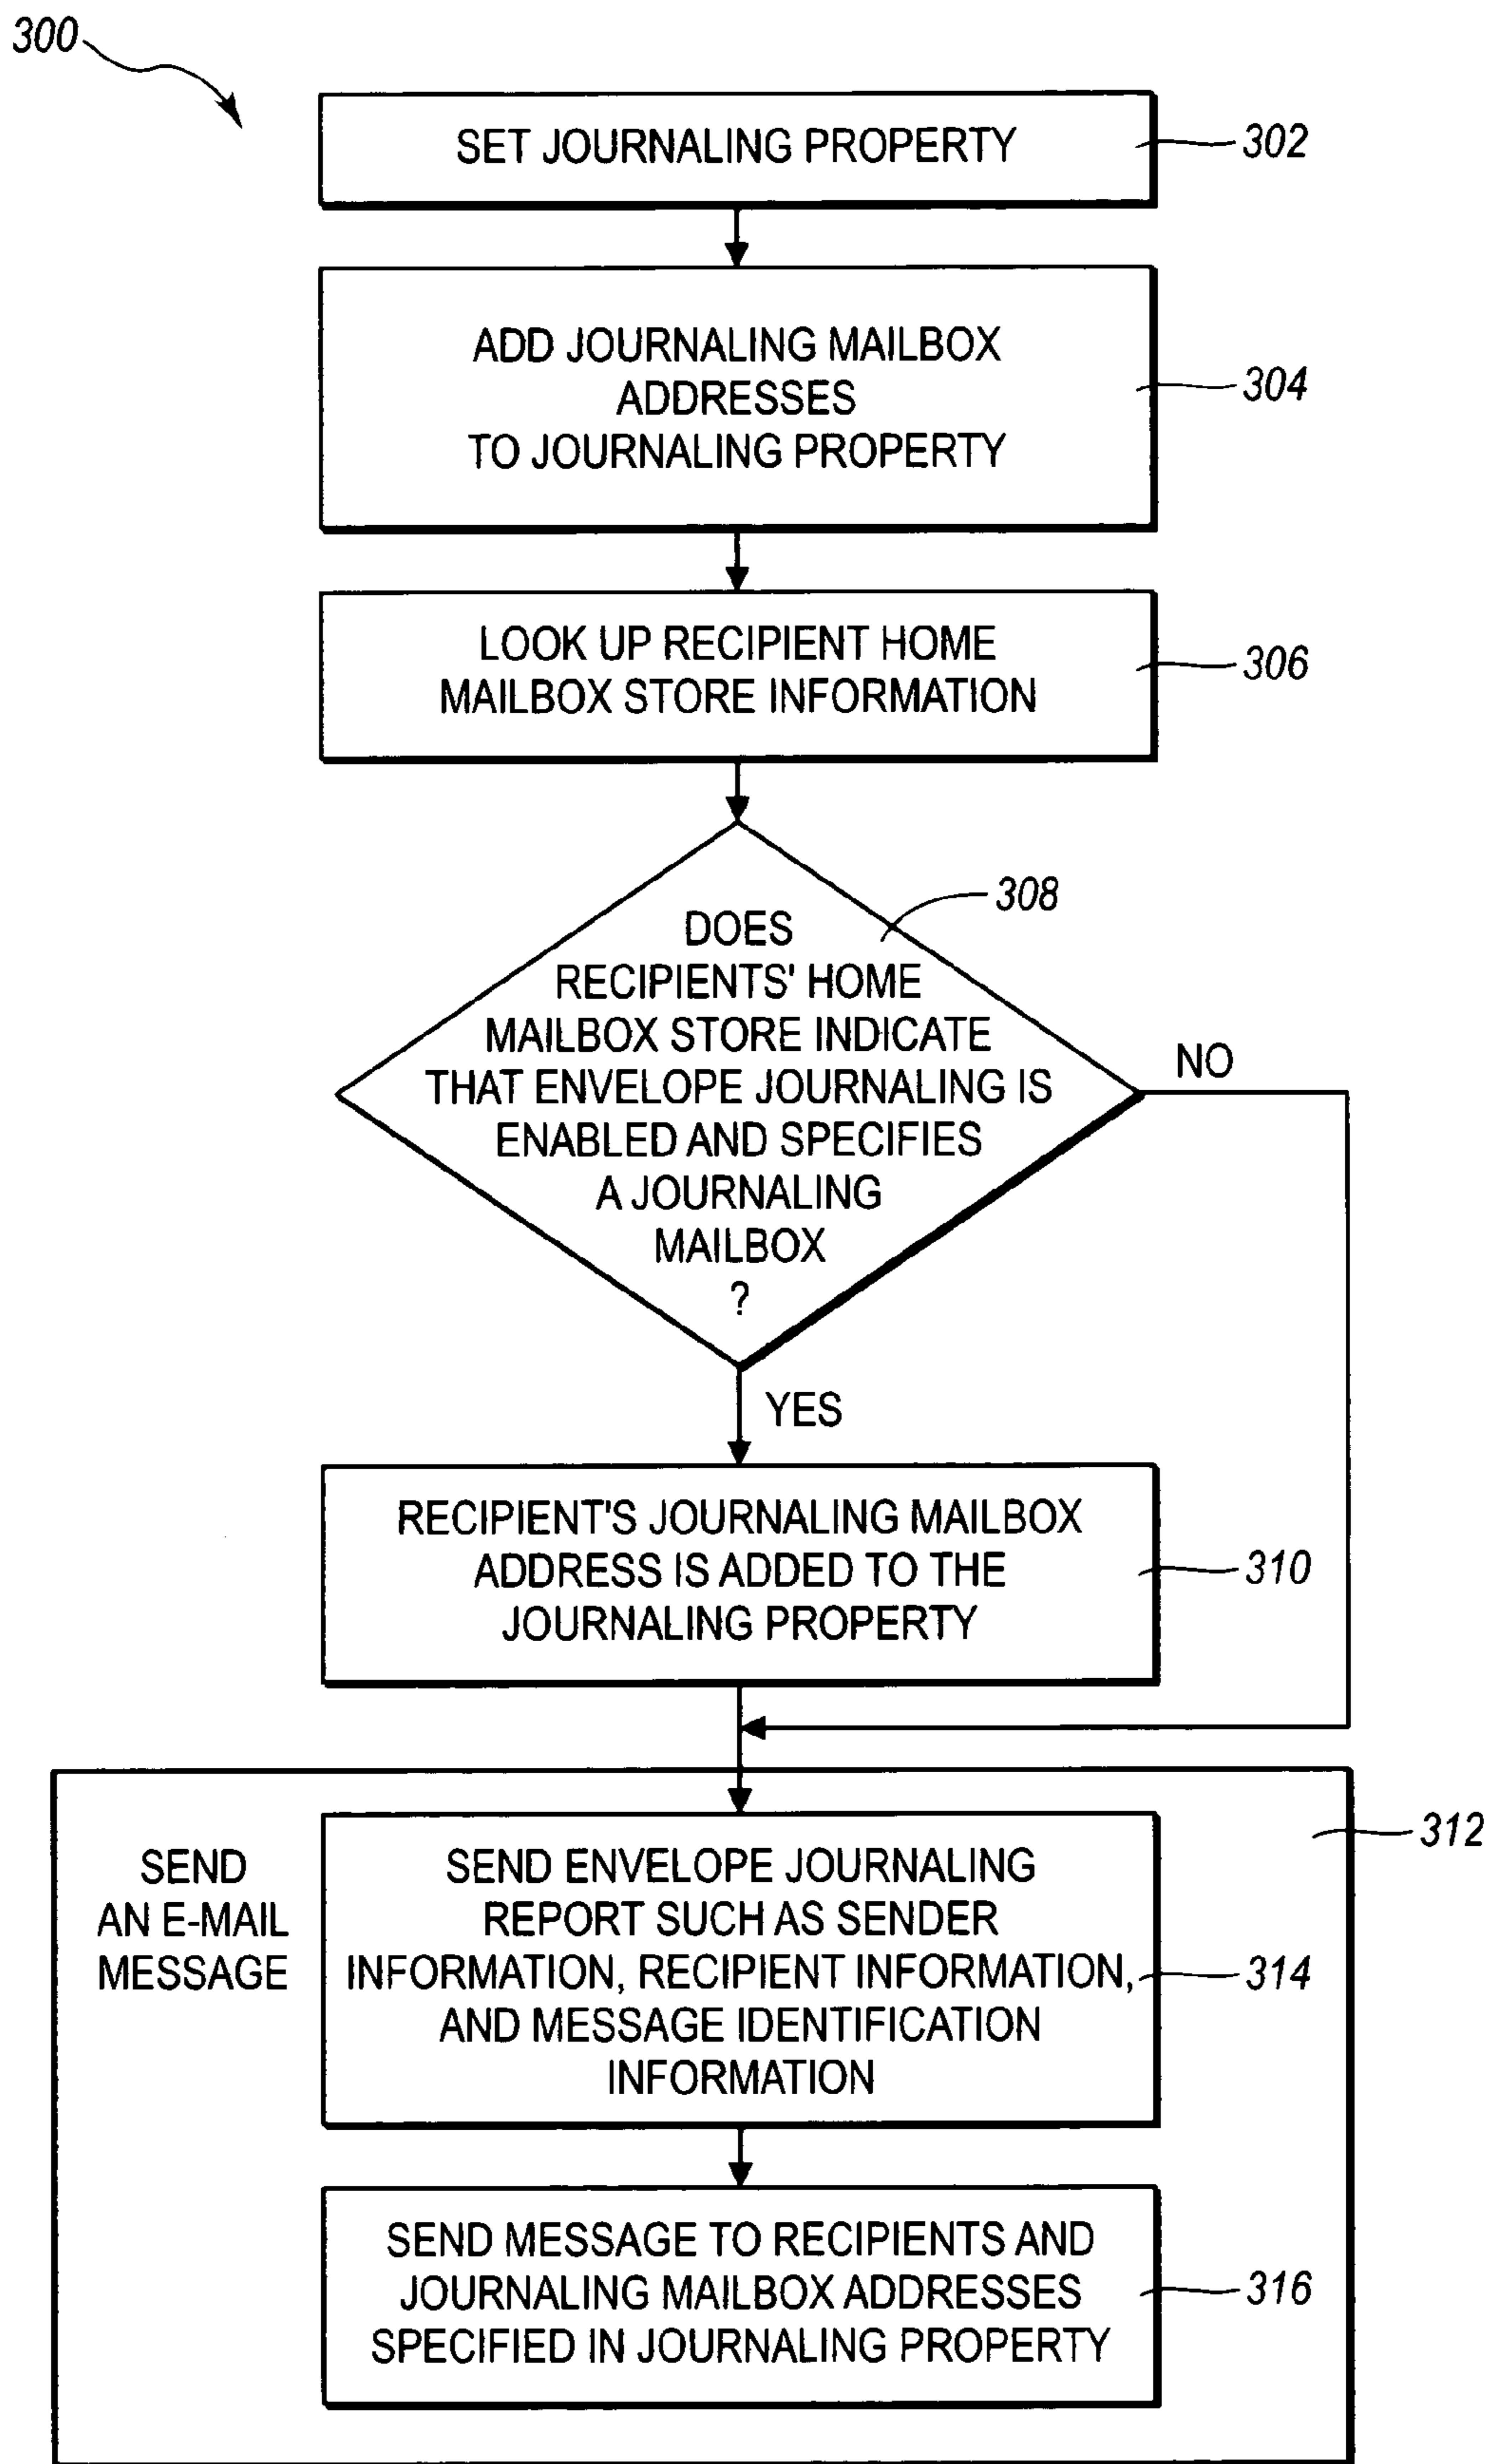 300
SET JOURNALING PROPERTY
302
ADD JOURNALING MAILBOX
ADDRESSES
TO JOURNALING PROPERTY
304
LOOK UP RECIPIENT HOME
MAILBOX STORE INFORMATION
306
308
DOES
RECIPIENTS' HOME
MAILBOX STORE INDICATE
THAT ENVELOPE JOURNALING IS
ENABLED AND SPECIFIES
A JOURNALING
MAILBOX
?
NO
YES
RECIPIENT'S JOURNALING MAILBOX
ADDRESS IS ADDED TO THE
JOURNALING PROPERTY
310
312
SEND
AN E-MAIL
MESSAGE
SEND ENVELOPE JOURNALING
REPORT SUCH AS SENDER
INFORMATION, RECIPIENT INFORMATION,
AND MESSAGE IDENTIFICATION
INFORMATION
314
SEND MESSAGE TO RECIPIENTS AND
JOURNALING MAILBOX ADDRESSES
SPECIFIED IN JOURNALING PROPERTY
316